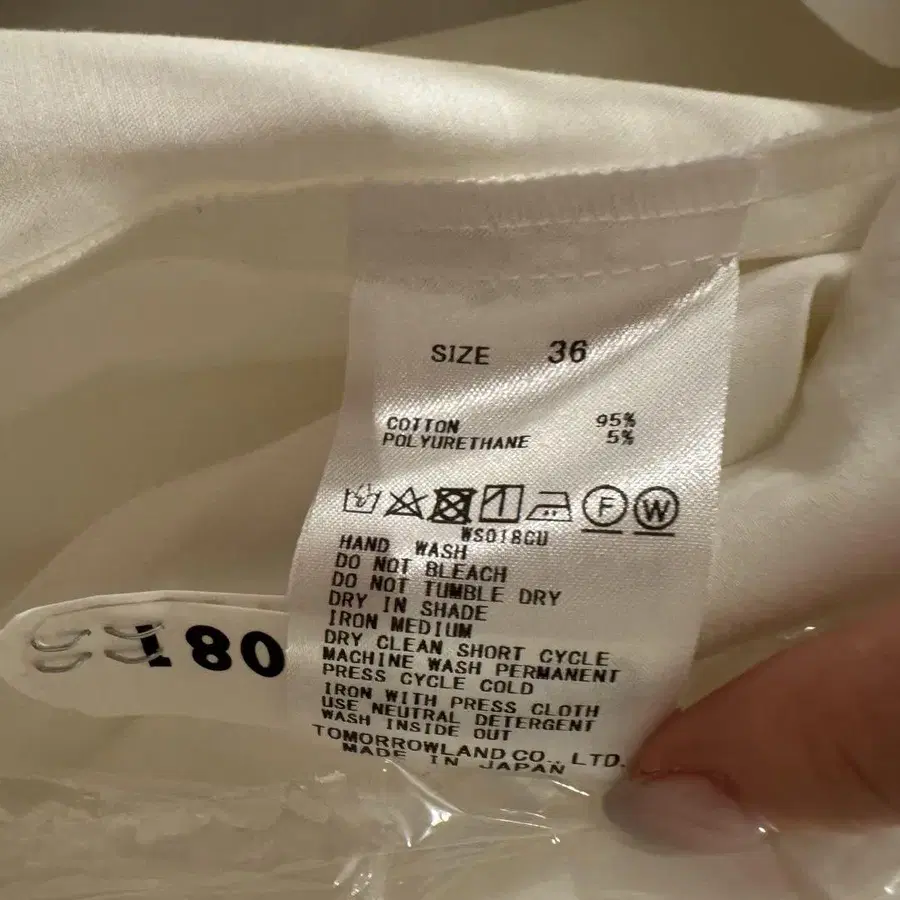 SIZE 36
COTTON 95%
POLYURETHANE 5%
F W
WS018GU
HAND WASH
DO NOT BLEACH
DO NOT TUMBLE DRY
DRY IN SHADE
IRON MEDIUM
DRY CLEAN SHORT CYCLE
MACHINE WASH PERMANENT
PRESS CYCLE COLD
IRON WITH PRESS CLOTH
USE NEUTRAL DETERGENT
WASH INSIDE OUT
TOMORROWLAND CO., LTD.
MADE IN JAPAN
180